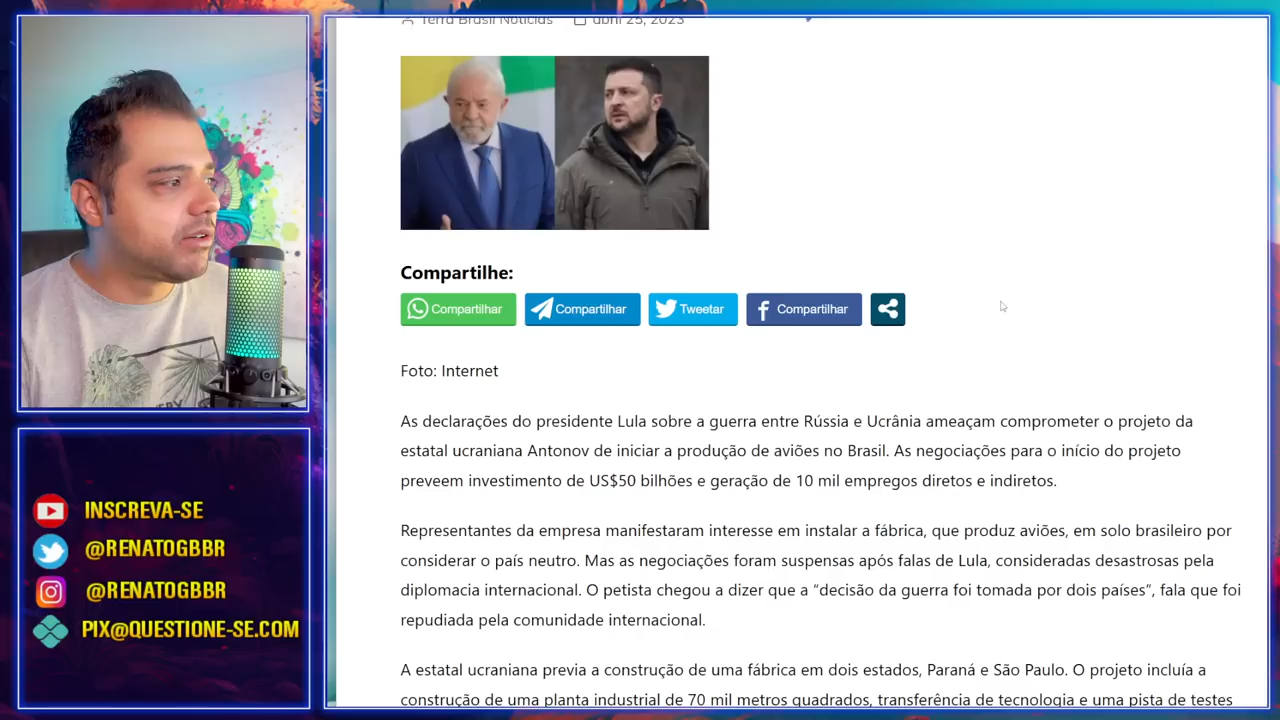 Terra Brasil Notícias abril 25, 2023
Compartilhe:
Compartilhar Compartilhar Tweetar Compartilhar
Foto: Internet
As declarações do presidente Lula sobre a guerra entre Rússia e Ucrânia ameaçam comprometer o projeto da
estatal ucraniana Antonov de iniciar a produção de aviões no Brasil. As negociações para o início do projeto
preveem investimento de US$50 bilhões e geração de 10 mil empregos diretos e indiretos.
Representantes da empresa manifestaram interesse em instalar a fábrica, que produz aviões, em solo brasileiro por
considerar o país neutro. Mas as negociações foram suspensas após falas de Lula, consideradas desastrosas pela
diplomacia internacional. O petista chegou a dizer que a “decisão da guerra foi tomada por dois países”, fala que foi
repudiada pela comunidade internacional.
A estatal ucraniana previa a construção de uma fábrica em dois estados, Paraná e São Paulo. O projeto incluía a
construção de uma planta industrial de 70 mil metros quadrados, transferência de tecnologia e uma pista de testes
INSCREVA-SE
@RENATOGBBR
@RENATOGBBR
PIX@QUESTIONE-SE.COM